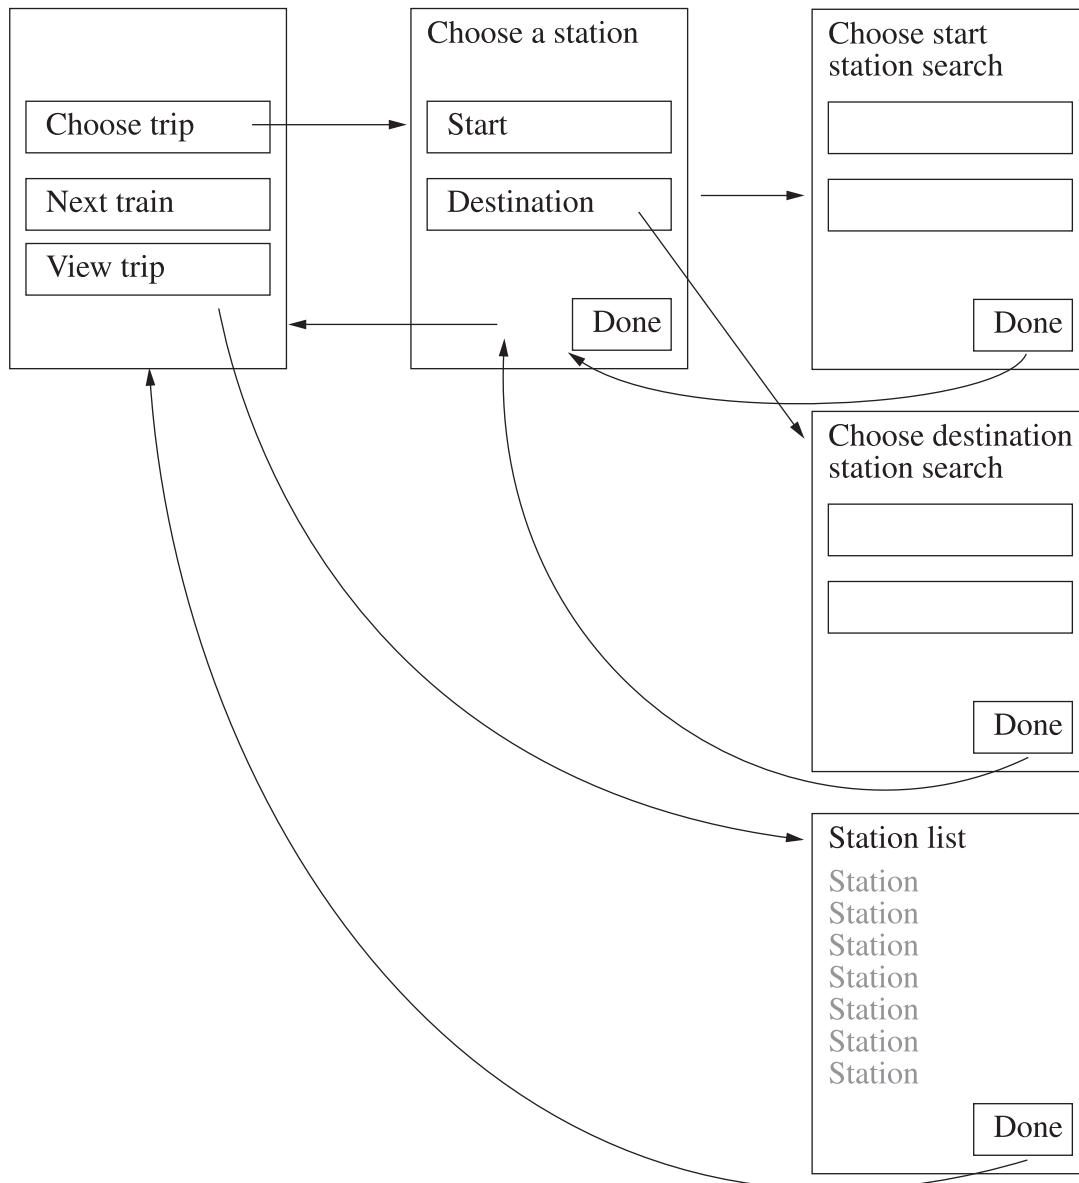 Choose trip
Next train
View trip
Choose a station
Start
Destination
Done
Choose start
station search
Done
Choose destination
station search
Done
Station list
Station
Station
Station
Station
Station
Station
Station
Done